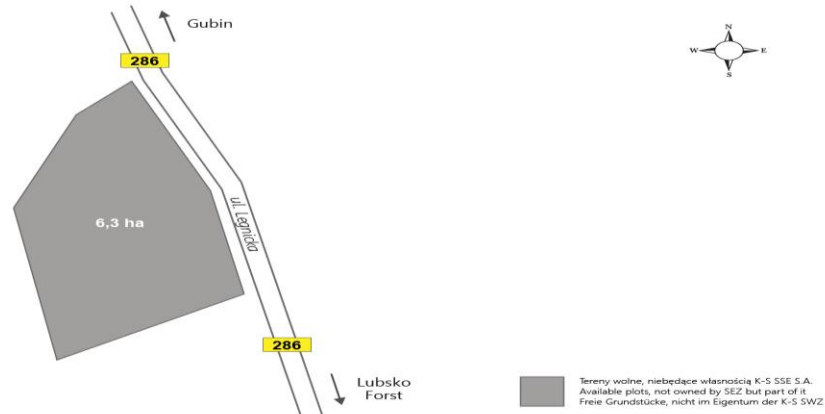 Gubin
286
N
W E
S
6,3 ha
ul. Legnicka
286
Lubsko
Forst
Tereny wolne, niebędące własnością K-S SSE S.A.
Available plots, not owned by SEZ but part of it
Freie Grundstücke, nicht im Eigentum der K-S SWZ